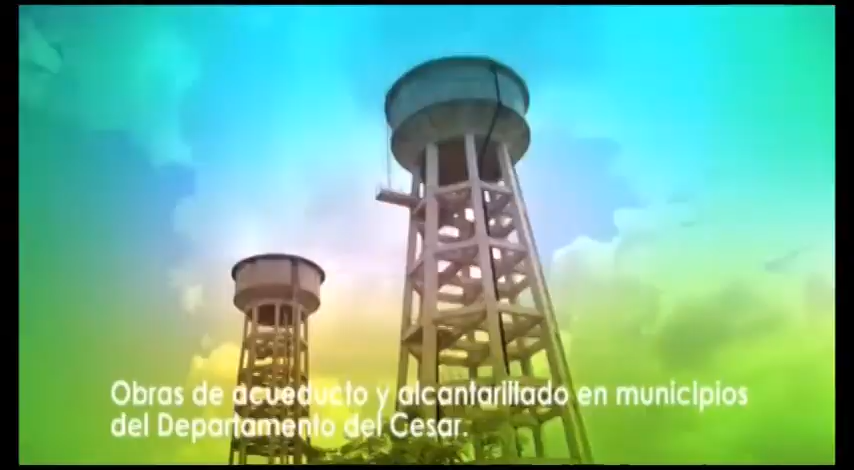 Obras de acueducto y alcantarillado en municipios
del Departamento del Cesar.